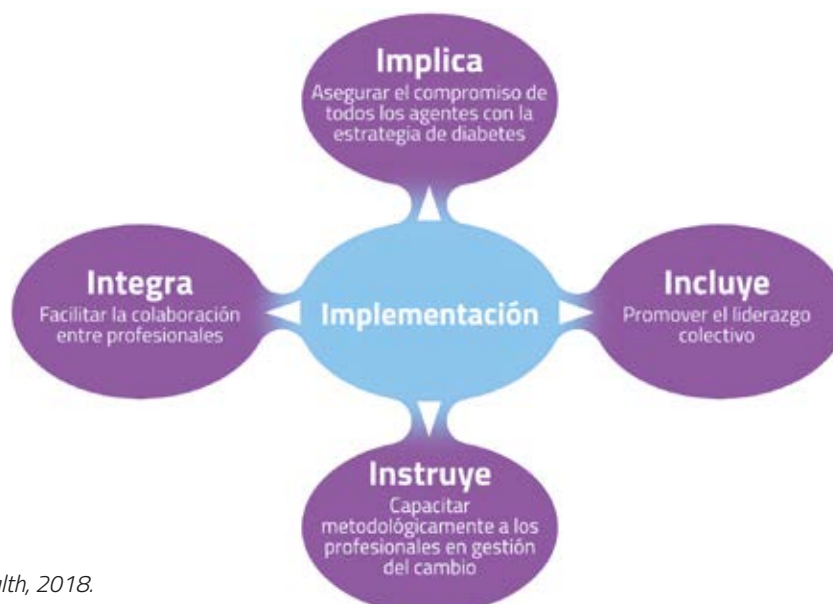 Implica
Asegurar el compromiso de
todos los agentes con la
estrategia de diabetes
Integra
Facilitar la colaboración
entre profesionales
Implementación
Incluye
Promover el liderazgo
colectivo
Instruye
Capacitar
metodológicamente a los
profesionales en gestión
del cambio
lth, 2018.